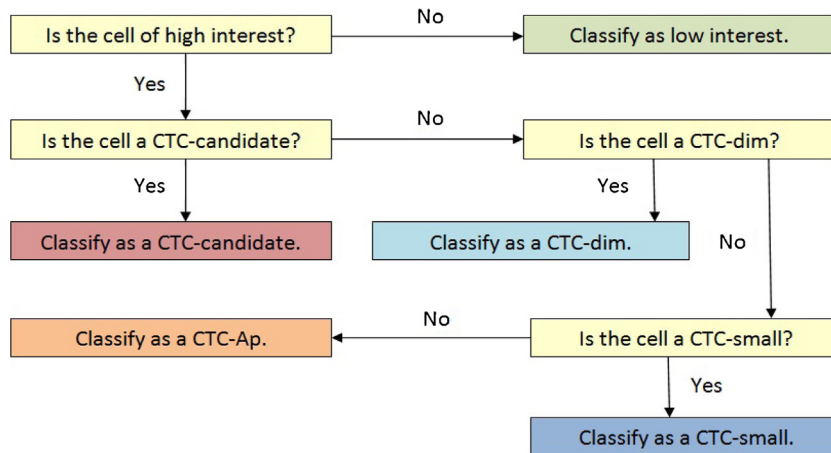 Is the cell of high interest?
No
Classify as low interest.
Yes
Is the cell a CTC-candidate?
No
Is the cell a CTC-dim?
Yes
Yes
Classify as a CTC-candidate.
Classify as a CTC-dim.
No
Classify as a CTC-Ap.
No
Is the cell a CTC-small?
Yes
Classify as a CTC-small.